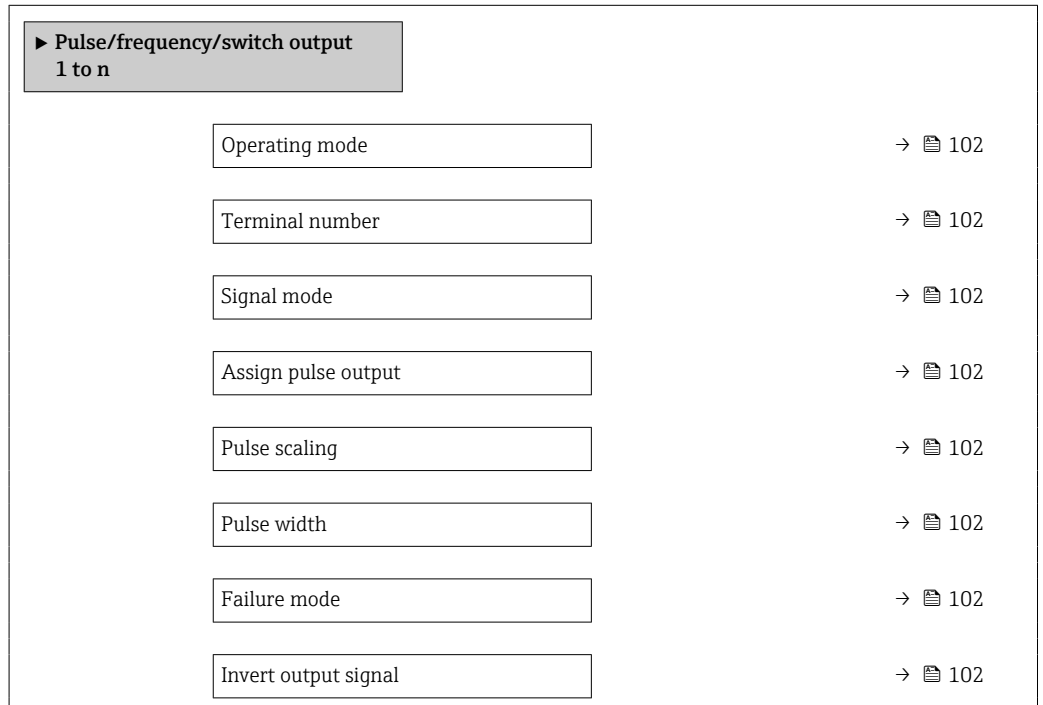 ► Pulse/frequency/switch output
1 to n
Operating mode → 102
Terminal number → 102
Signal mode → 102
Assign pulse output → 102
Pulse scaling → 102
Pulse width → 102
Failure mode → 102
Invert output signal → 102